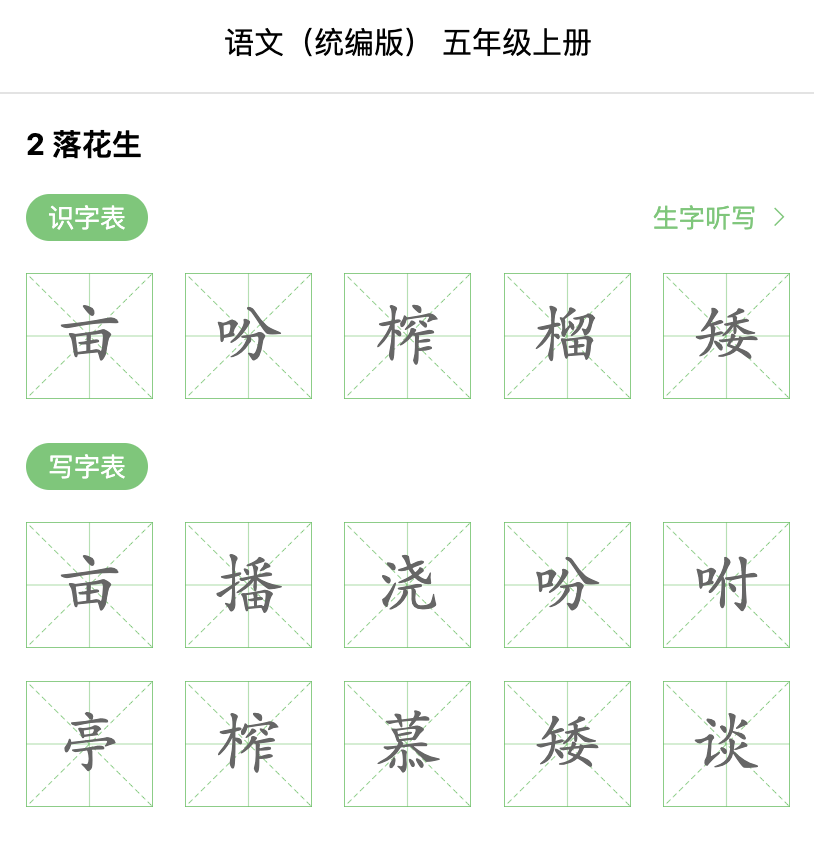 语文（统编版） 五年级上册
2 落花生
识字表 生字听写
亩 吩 榨 榴 矮
写字表
亩 播 浇 吩 咐
亭 榨 慕 矮 谈